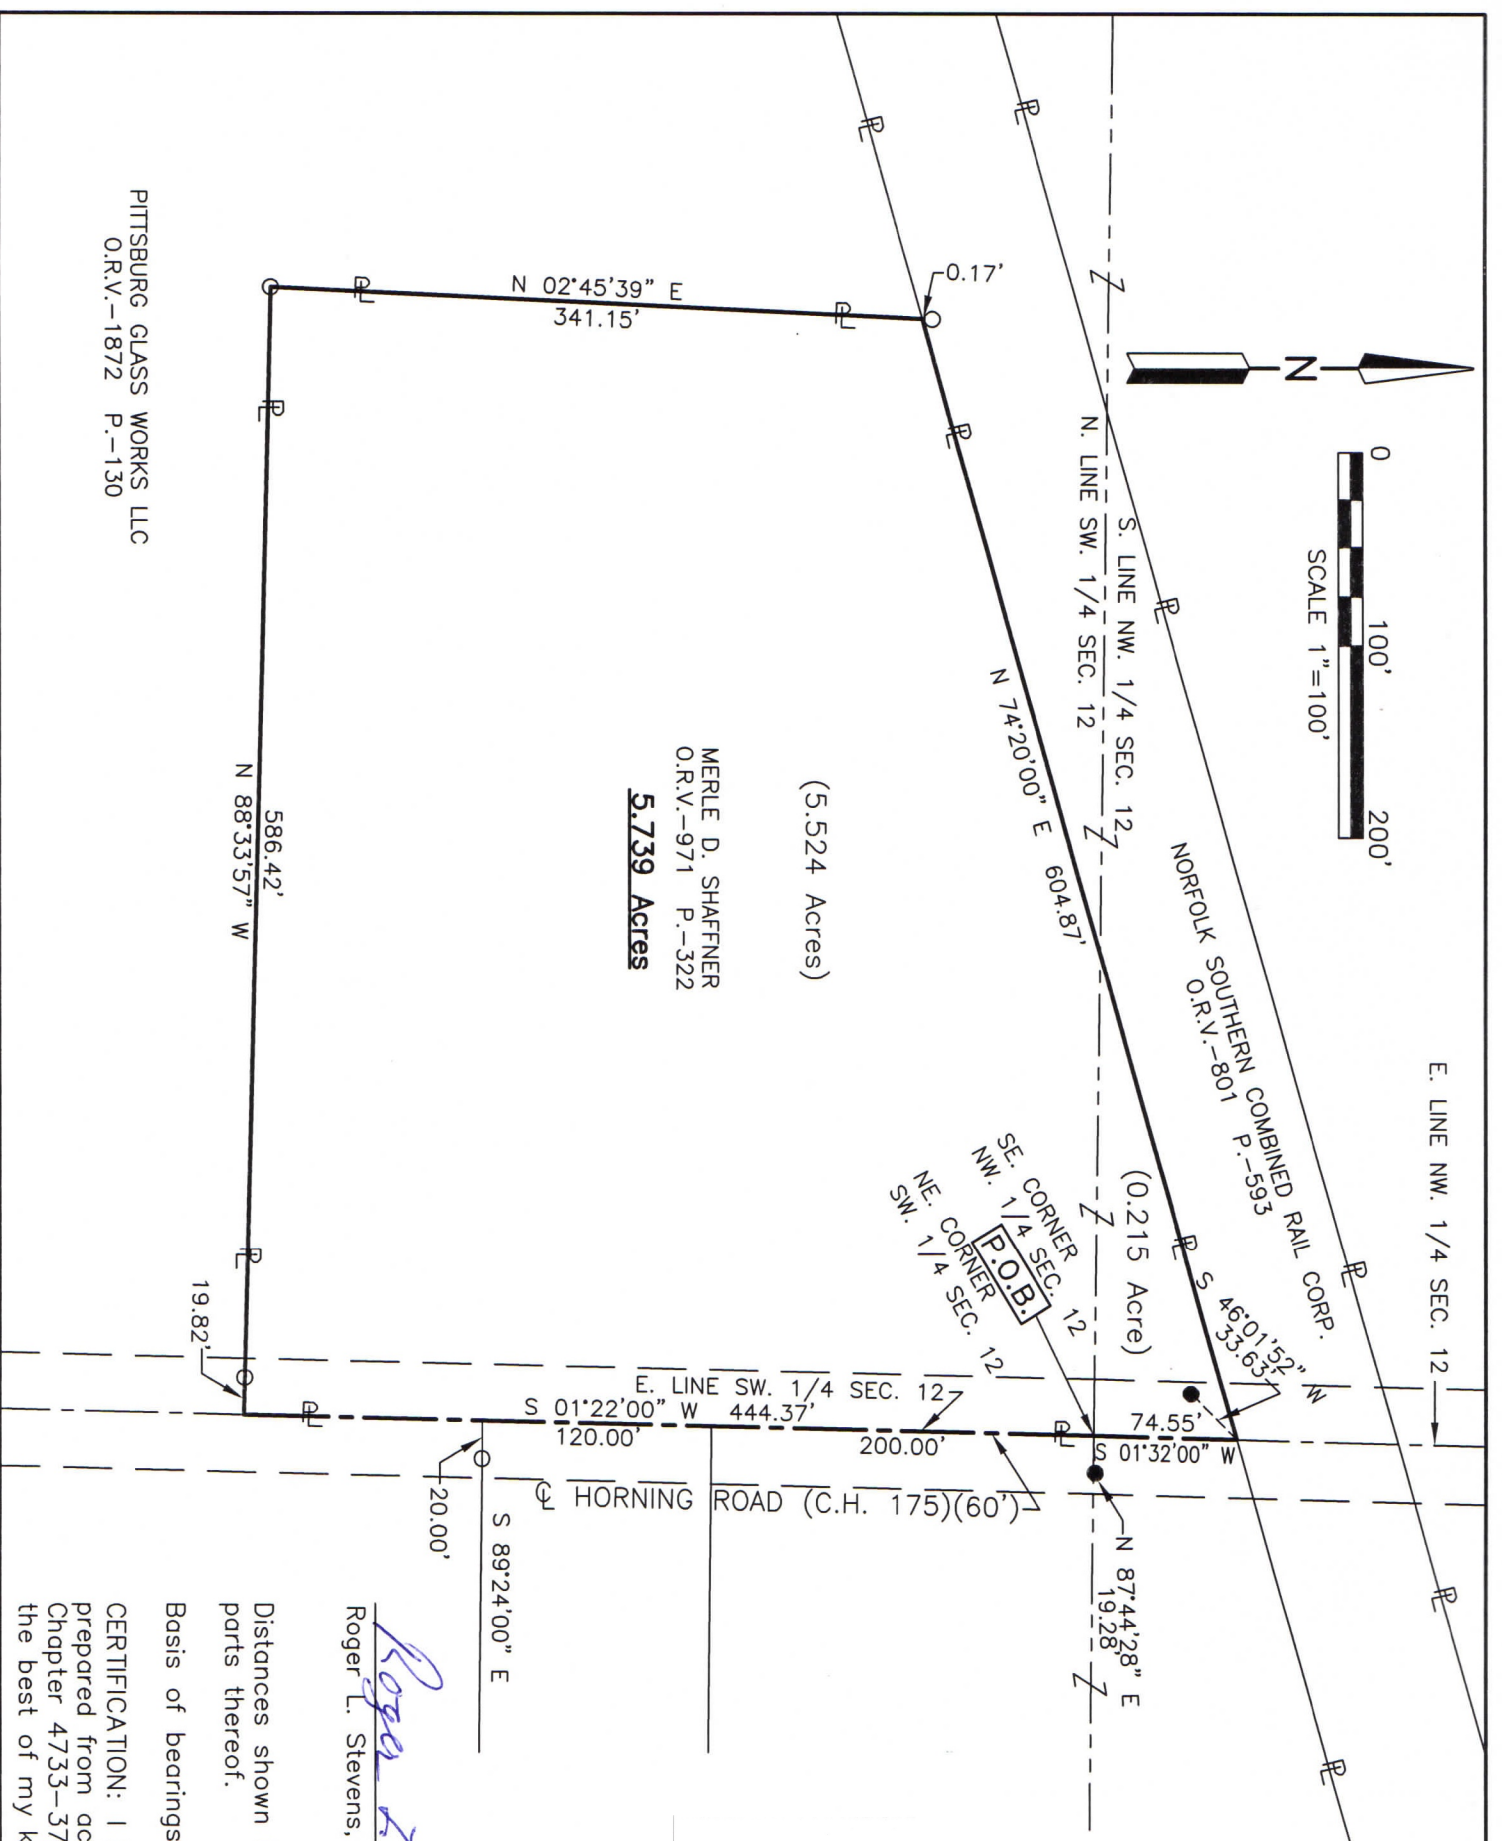 E. LINE NW. 1/4 SEC. 12
0 100' 200'
SCALE 1"=100'
N
NORFOLK SOUTHERN COMBINED RAIL CORP.
O.R.V.-801 P.-593
S. LINE NW. 1/4 SEC. 12
N. LINE SW. 1/4 SEC. 12
0.17'
N 74°20'00" E 604.87'
(0.215 Acre)
S 46°01'52" W
33.63'
SE. CORNER
NW. 1/4 SEC. 12
P.O.B.
NE. CORNER
SW. 1/4 SEC. 12
74.55'
S 01°32'00" W
N 87°44'28" E
19.28'
N 02°45'39" E
341.15'
(5.524 Acres)
MERLE D. SHAFFNER
O.R.V.-971 P.-322
5.739 Acres
E. LINE SW. 1/4 SEC. 12
S 01°22'00" W 444.37'
120.00' 200.00'
℄ HORNING ROAD (C.H. 175)(60')
S 89°24'00" E
20.00'
586.42'
N 88°33'57" W
19.82'
PITTSBURG GLASS WORKS LLC
O.R.V.-1872 P.-130
Roger L.
Roger L. Stevens,
Distances shown
parts thereof.
Basis of bearings
CERTIFICATION: I
prepared from ac
Chapter 4733-37
the best of my k